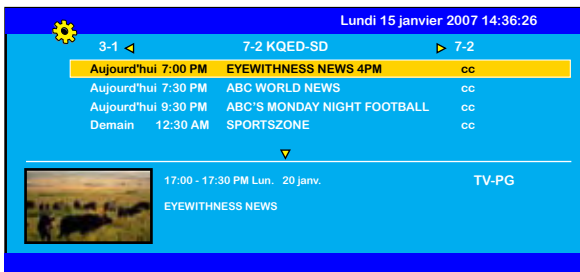 Lundi 15 janvier 2007 14:36:26
3-1 7-2 KQED-SD 7-2
Aujourd'hui 7:00 PM EYEWITHNESS NEWS 4PM cc
Aujourd'hui 7:30 PM ABC WORLD NEWS cc
Aujourd'hui 9:30 PM ABC'S MONDAY NIGHT FOOTBALL cc
Demain 12:30 AM SPORTSZONE cc
17:00 - 17:30 PM Lun. 20 janv. TV-PG
EYEWITHNESS NEWS